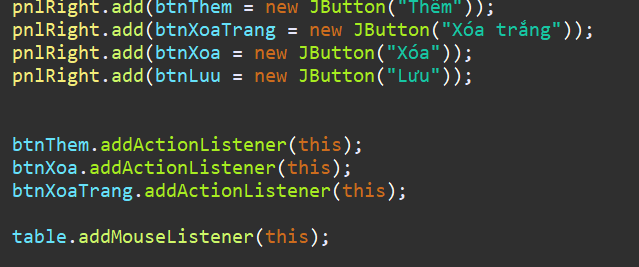 pnlRight.add(btnThem = new JButton("Thêm"));
pnlRight.add(btnXoaTrang = new JButton("Xóa trắng"));
pnlRight.add(btnXoa = new JButton("Xóa"));
pnlRight.add(btnLuu = new JButton("Lưu"));
btnThem.addActionListener(this);
btnXoa.addActionListener(this);
btnXoaTrang.addActionListener(this);
table.addMouseListener(this);